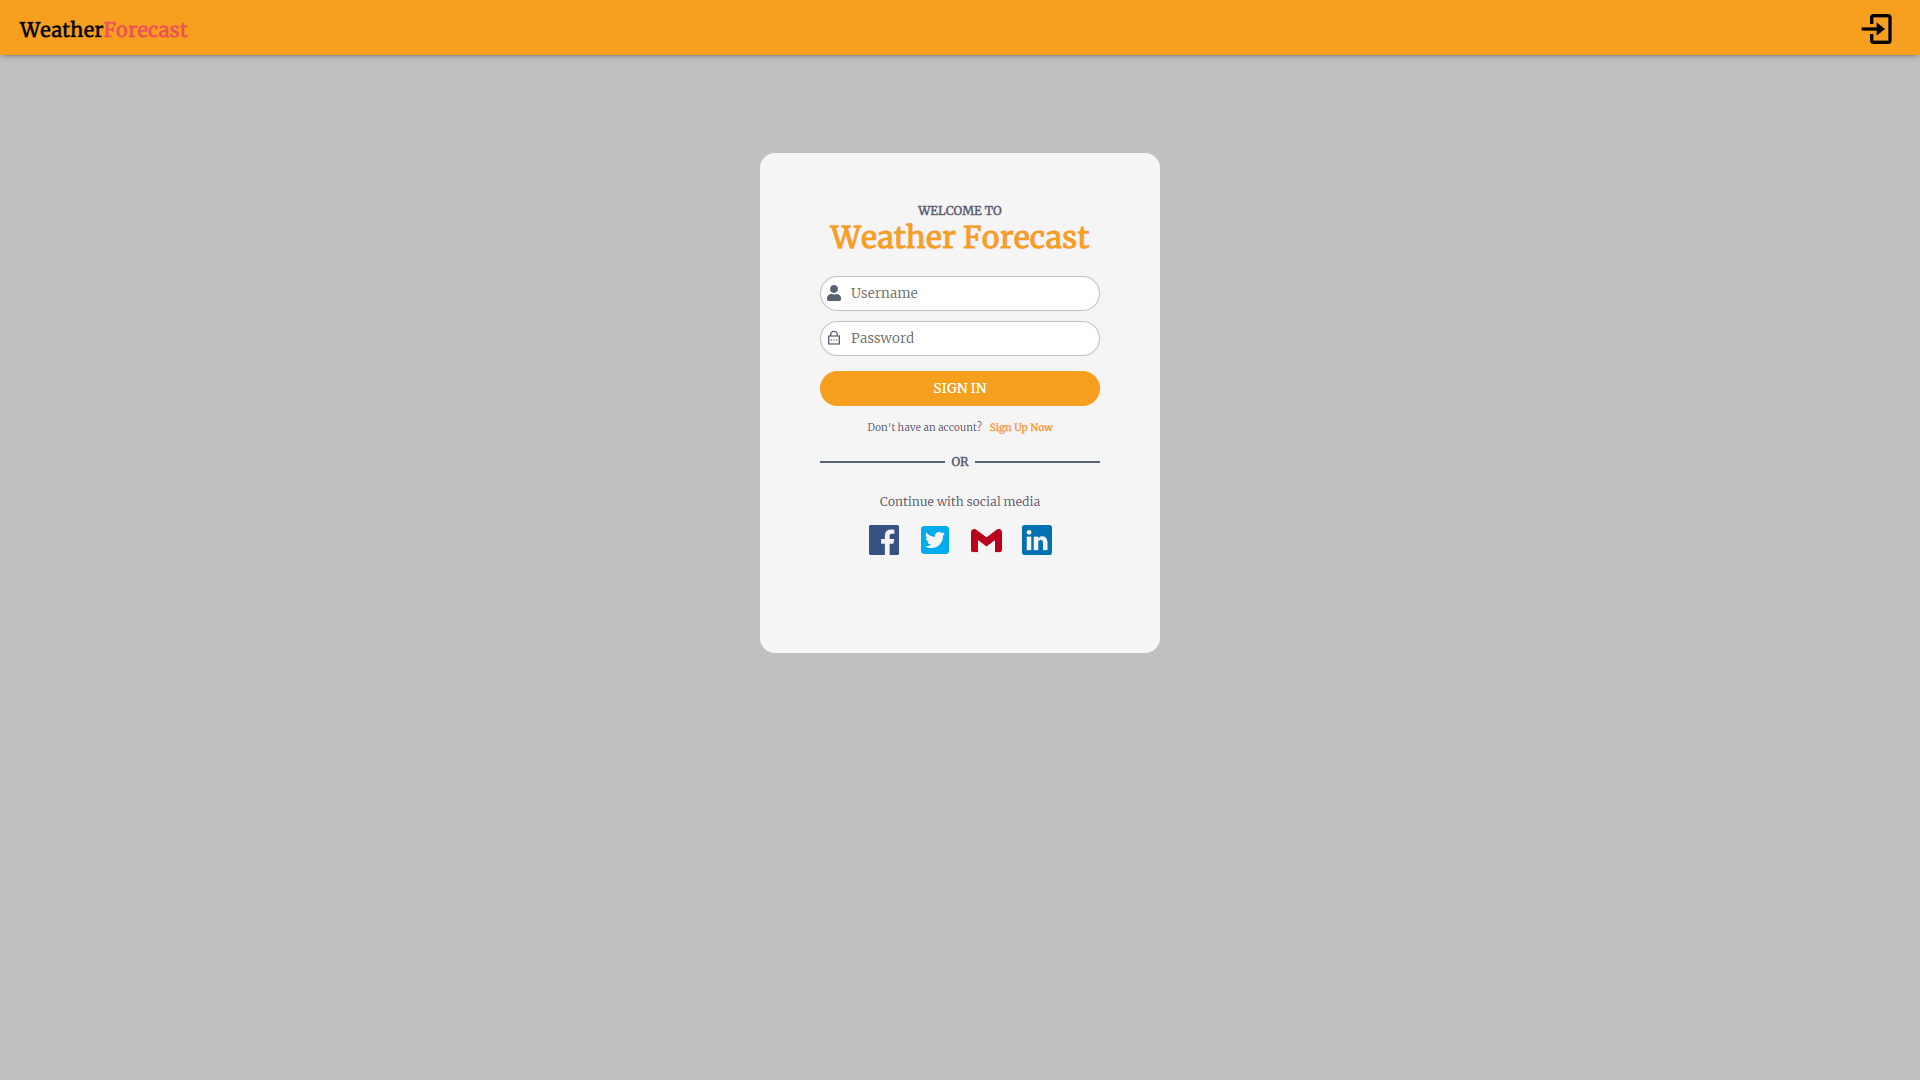 WeatherForecast
WELCOME TO
Weather Forecast
Username
Password
SIGN IN
Don't have an account? Sign Up Now
OR
Continue with social media